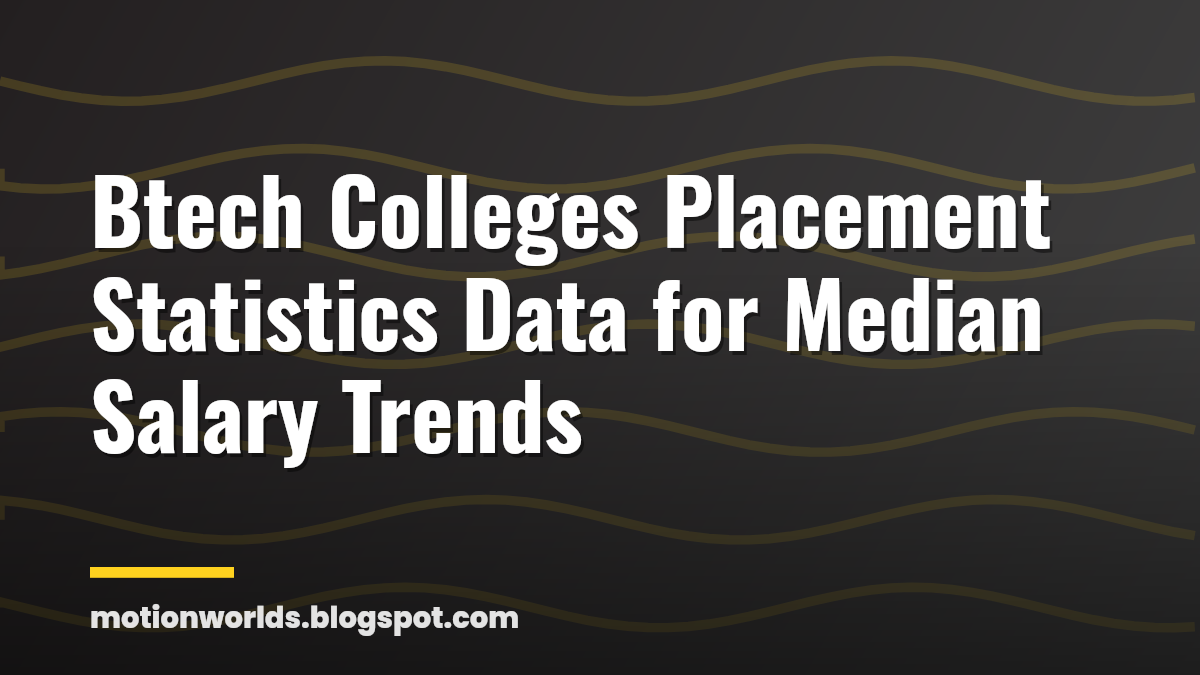 Btech Colleges Placement
Statistics Data for Median
Salary Trends
motionworlds.blogspot.com